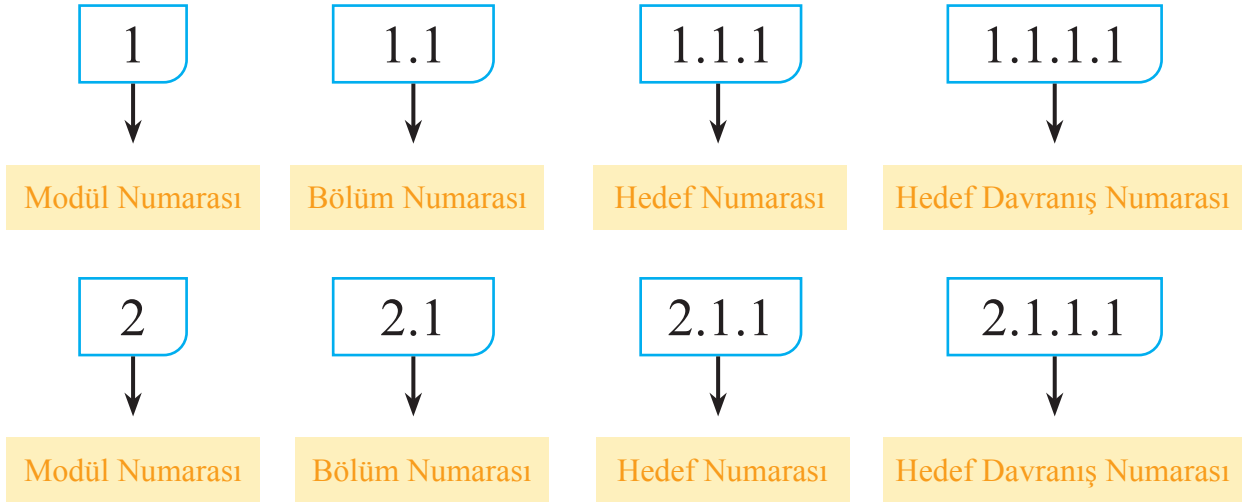 1 1.1 1.1.1 1.1.1.1
Modül Numarası Bölüm Numarası Hedef Numarası Hedef Davranış Numarası
2 2.1 2.1.1 2.1.1.1
Modül Numarası Bölüm Numarası Hedef Numarası Hedef Davranış Numarası